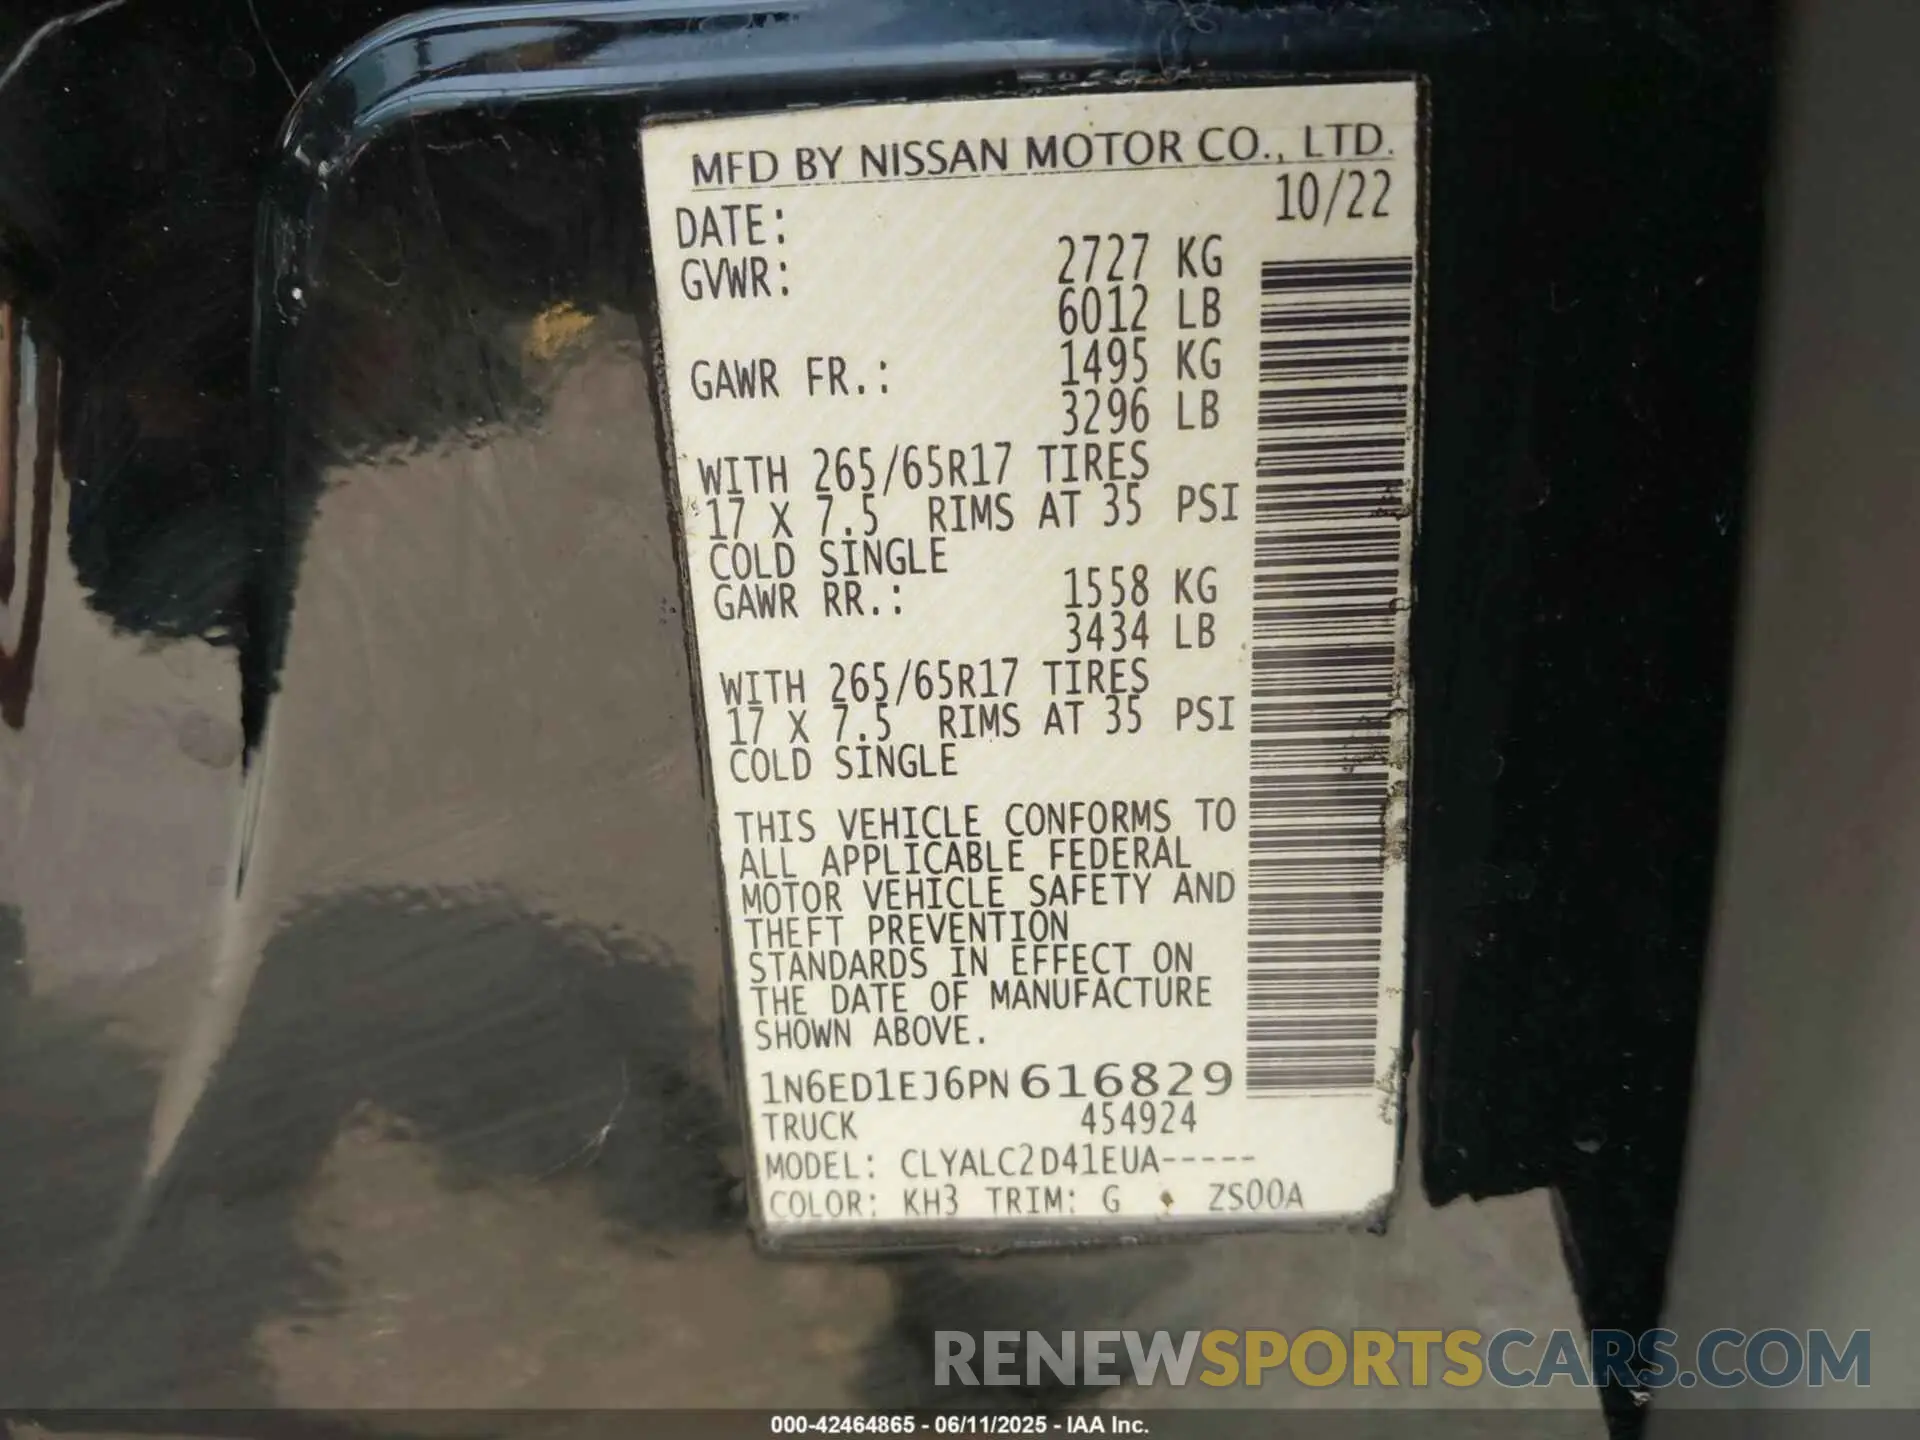 MFD BY NISSAN MOTOR CO., LTD.
DATE: 10/22
GVWR: 2727 KG
6012 LB
GAWR FR.: 1495 KG
3296 LB
WITH 265/65R17 TIRES
17 X 7.5 RIMS AT 35 PSI
COLD SINGLE
GAWR RR.: 1558 KG
3434 LB
WITH 265/65R17 TIRES
17 X 7.5 RIMS AT 35 PSI
COLD SINGLE
THIS VEHICLE CONFORMS TO
ALL APPLICABLE FEDERAL
MOTOR VEHICLE SAFETY AND
THEFT PREVENTION
STANDARDS IN EFFECT ON
THE DATE OF MANUFACTURE
SHOWN ABOVE.
1N6ED1EJ6PN616829
TRUCK 454924
MODEL: CLYALC2D41EUA-----
COLOR: KH3 TRIM: G ZS00A
RENEWSPORTSCARS.COM
000-42464865 - 06/11/2025 - IAA Inc.